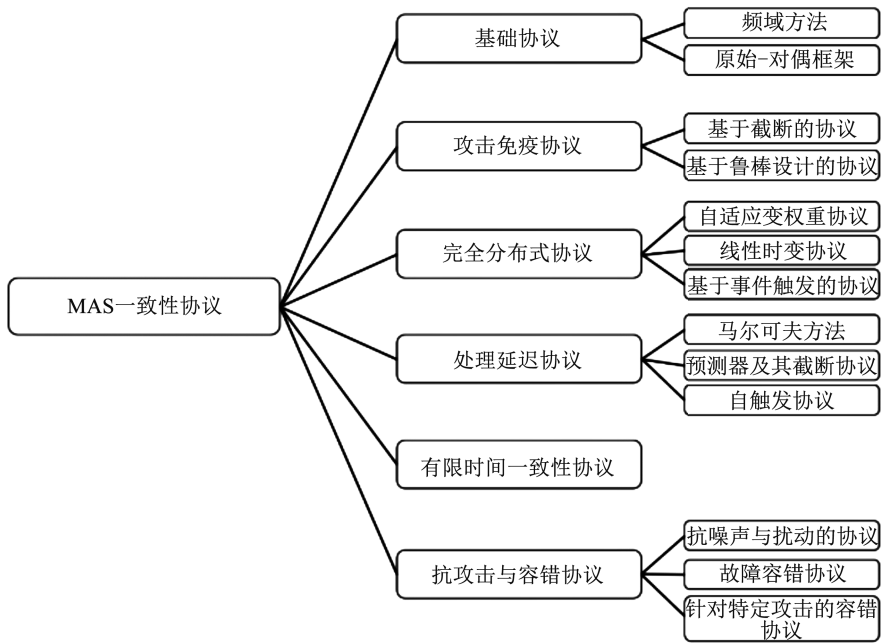 MAS一致性协议
基础协议
频域方法
原始-对偶框架
攻击免疫协议
基于截断的协议
基于鲁棒设计的协议
完全分布式协议
自适应变权重协议
线性时变协议
基于事件触发的协议
处理延迟协议
马尔可夫方法
预测器及其截断协议
自触发协议
有限时间一致性协议
抗攻击与容错协议
抗噪声与扰动的协议
故障容错协议
针对特定攻击的容错
协议